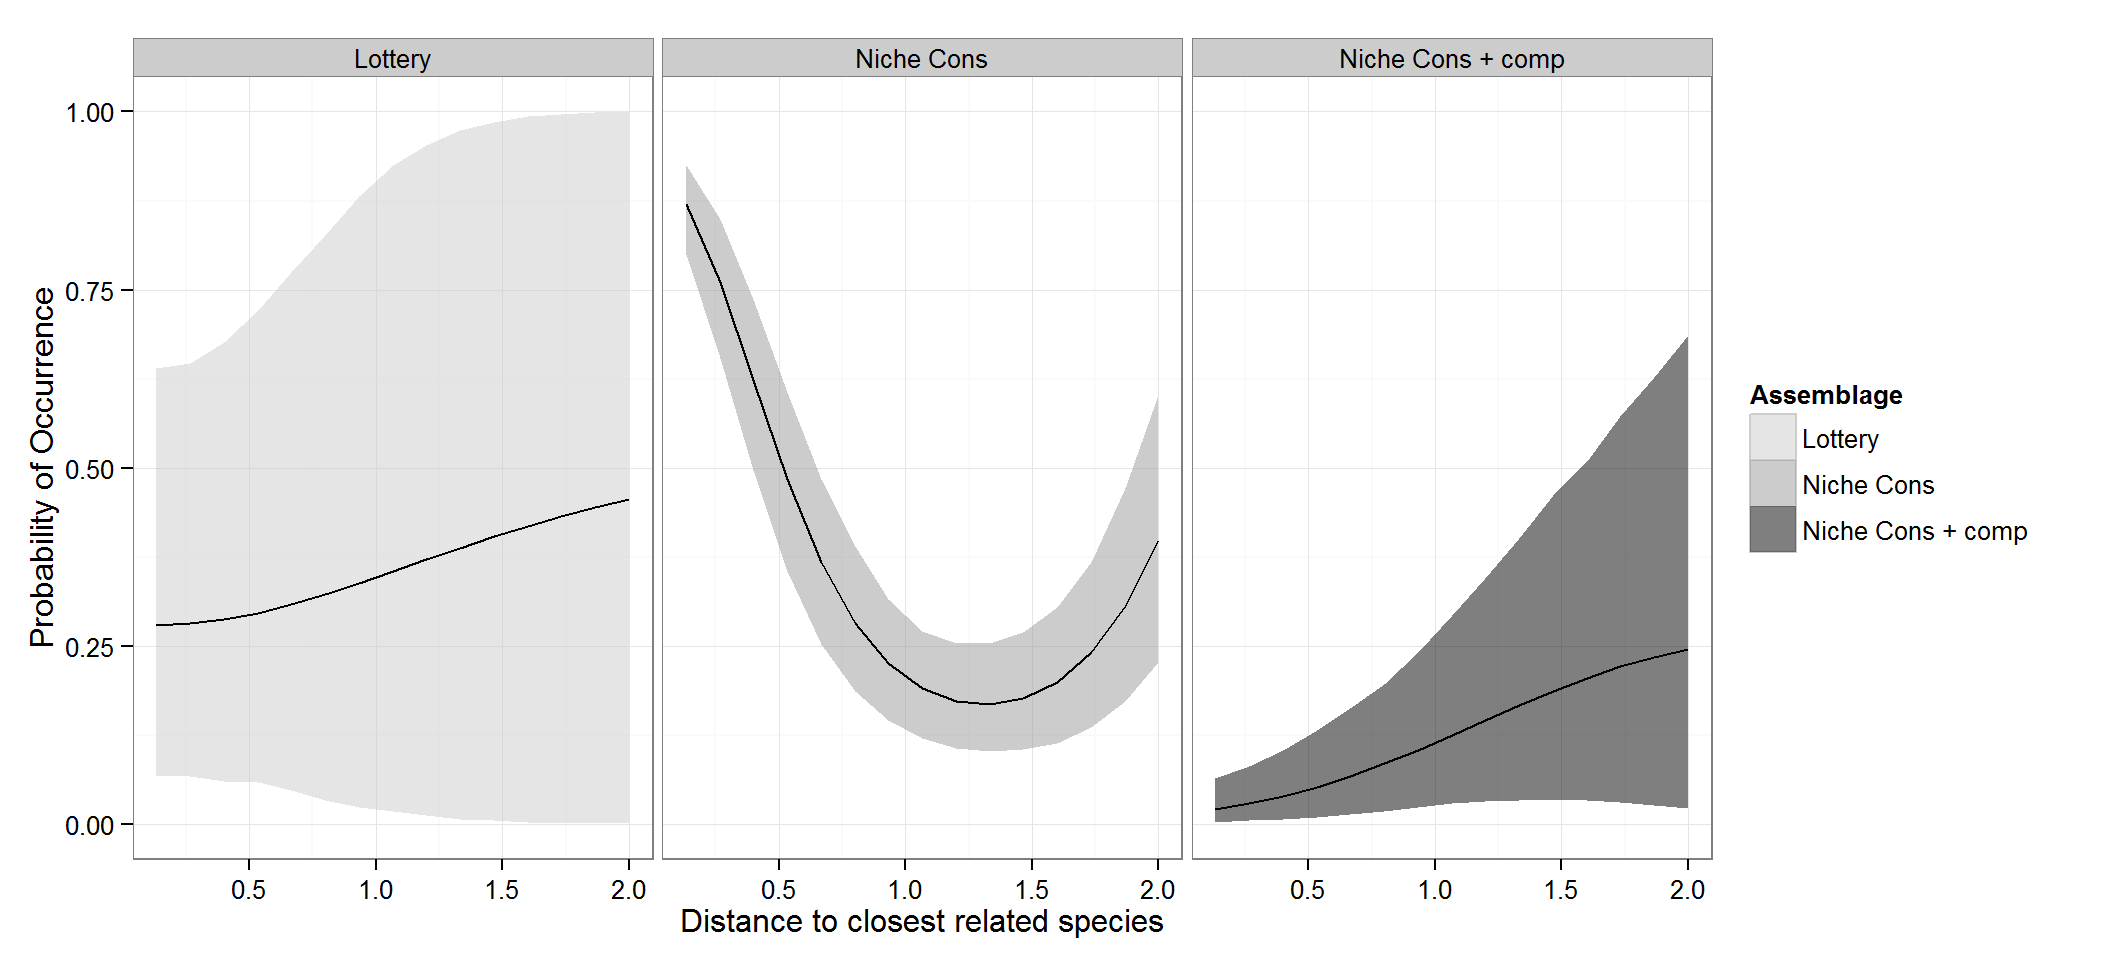 Lottery
Niche Cons
Niche Cons + comp
1.00
0.75
0.50
0.25
0.00
Probability of Occurrence
0.5 1.0 1.5 2.0
0.5 1.0 1.5 2.0
0.5 1.0 1.5 2.0
Distance to closest related species
Assemblage
Lottery
Niche Cons
Niche Cons + comp